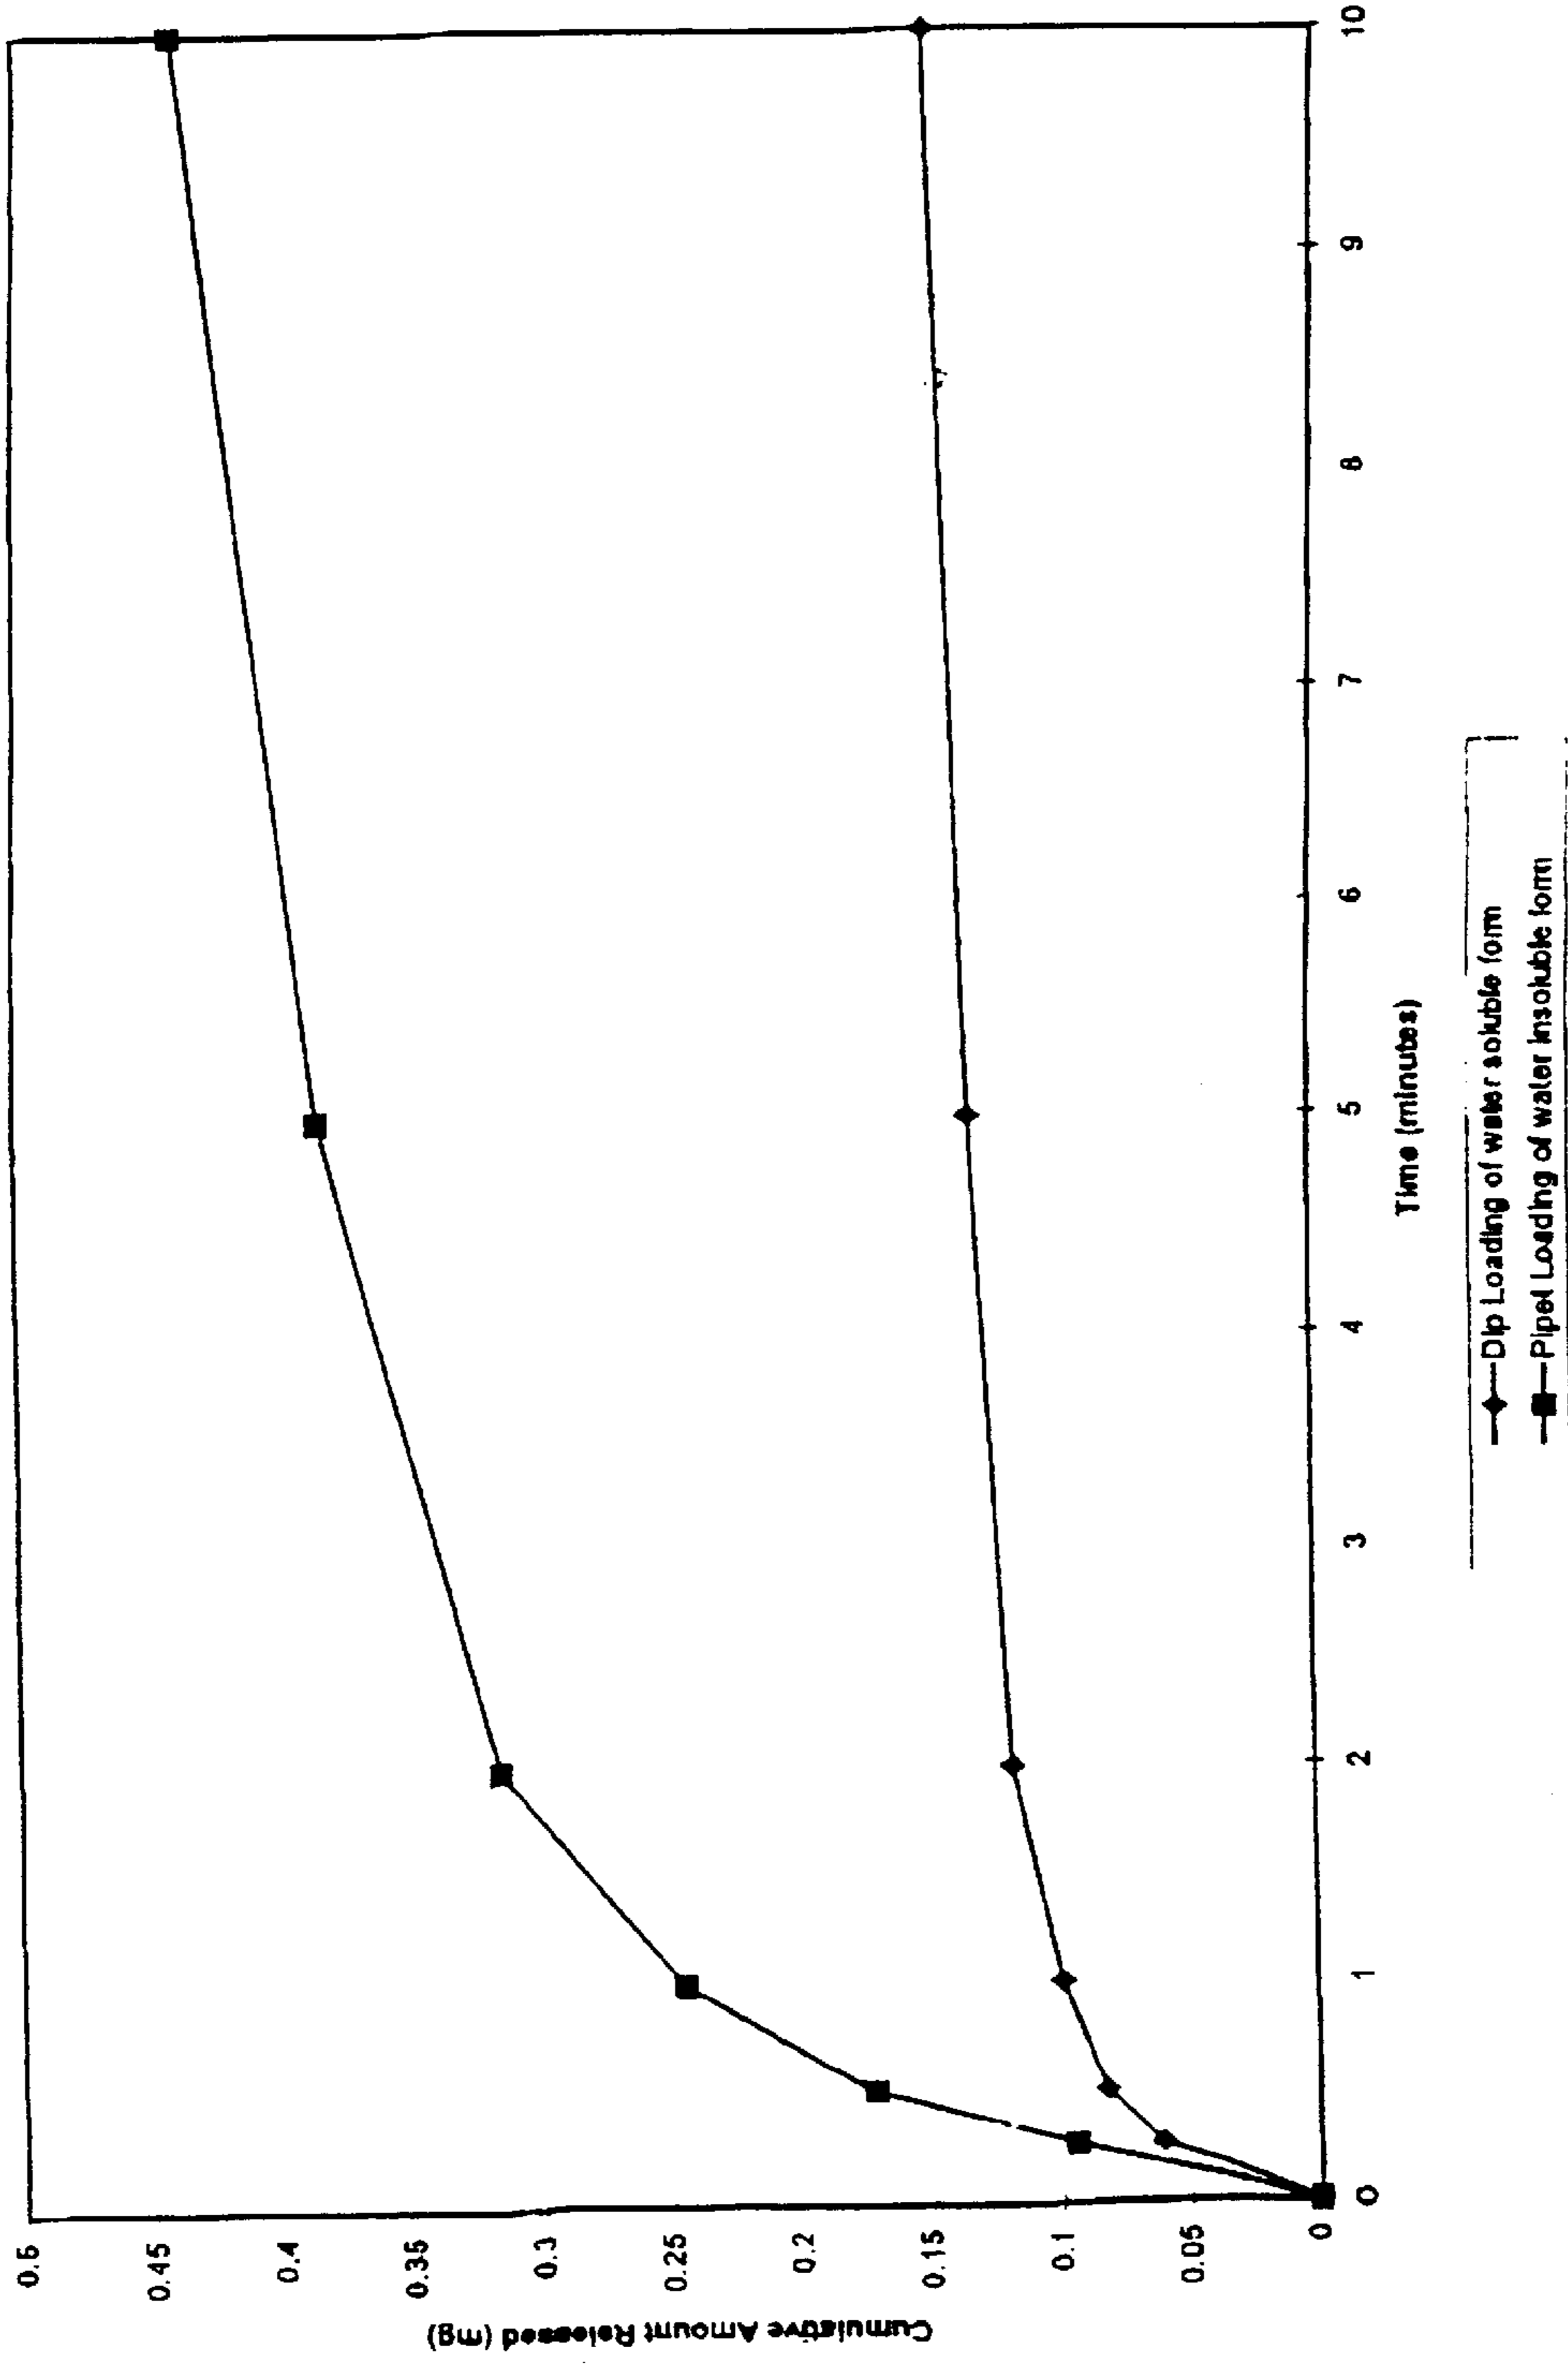 Cumulative Amount Released (mg)
0.5
0.45
0.4
0.35
0.3
0.25
0.2
0.15
0.1
0.05
0
0 1 2 3 4 5 6 7 8 9 10
Time (minutes)
Dip Loading of water soluble form
Pipet Loading of water insoluble form